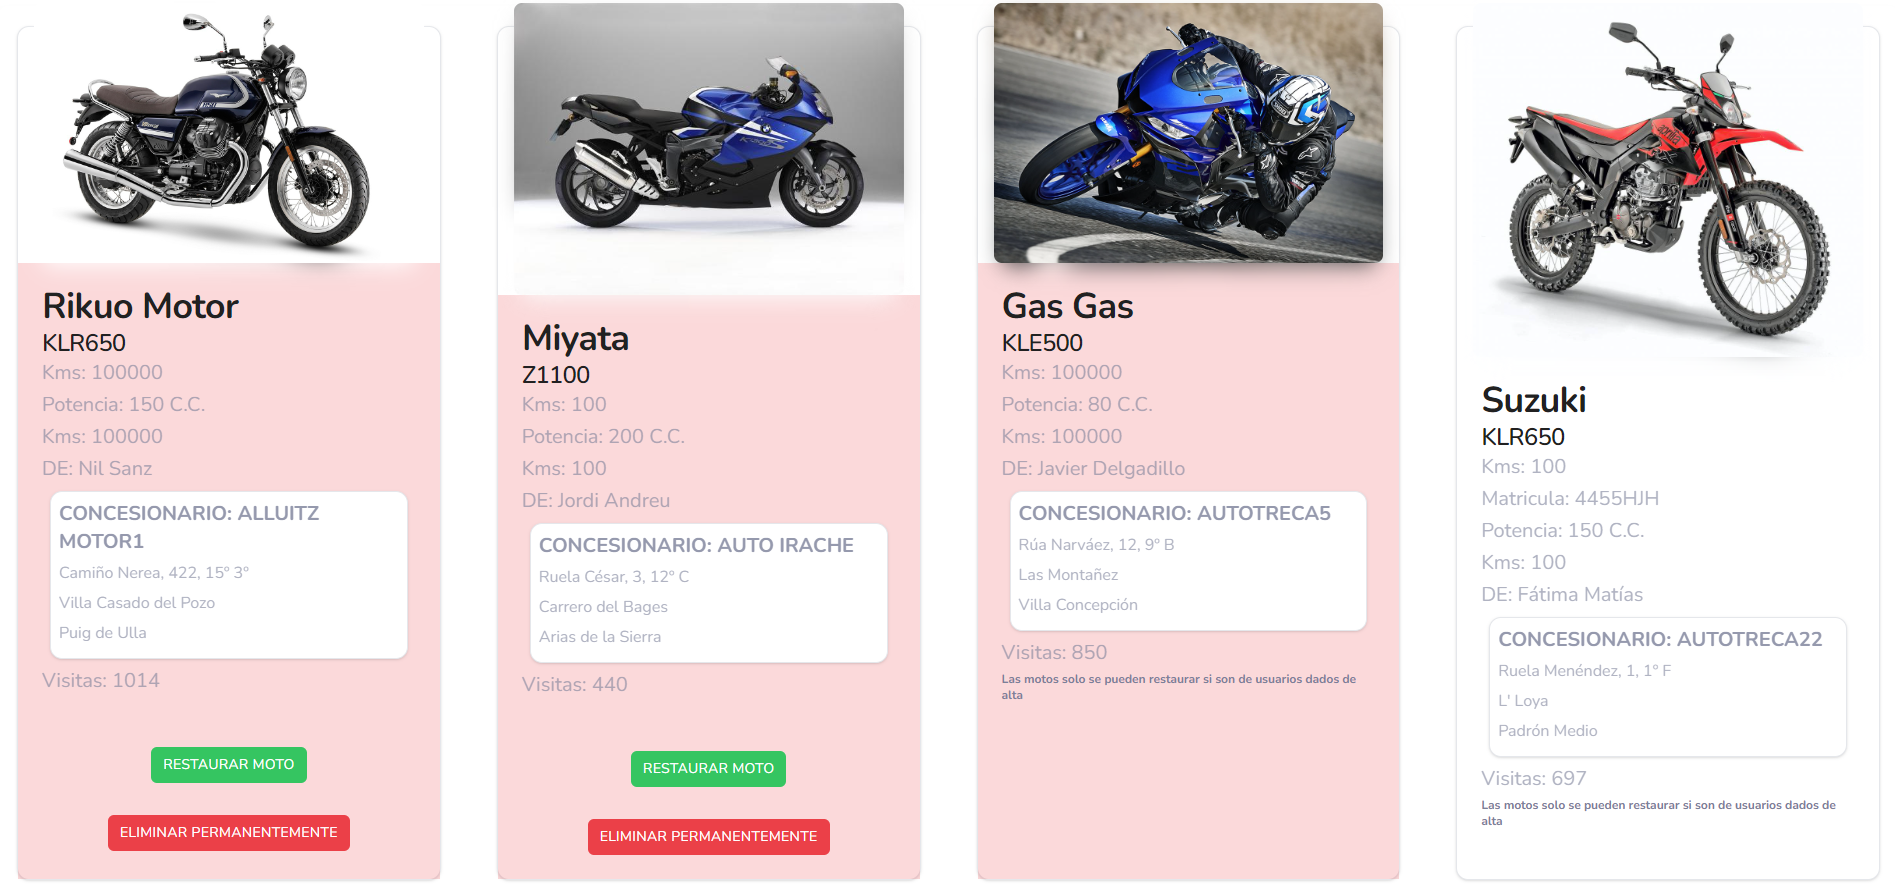 Rikuo Motor
KLR650
Kms: 100000
Potencia: 150 C.C.
Kms: 100000
DE: Nil Sanz
CONCESIONARIO: ALLUITZ
MOTOR1
Camiño Nerea, 422, 15º 3º
Villa Casado del Pozo
Puig de Ulla
Visitas: 1014
RESTAURAR MOTO
ELIMINAR PERMANENTEMENTE
Miyata
Z1100
Kms: 100
Potencia: 200 C.C.
Kms: 100
DE: Jordi Andreu
CONCESIONARIO: AUTO IRACHE
Ruela César, 3, 12º C
Carrero del Bages
Arias de la Sierra
Visitas: 440
RESTAURAR MOTO
ELIMINAR PERMANENTEMENTE
Gas Gas
KLE500
Kms: 100000
Potencia: 80 C.C.
Kms: 100000
DE: Javier Delgadillo
CONCESIONARIO: AUTOTRECA5
Rúa Narváez, 12, 9º B
Las Montañez
Villa Concepción
Visitas: 850
Las motos solo se pueden restaurar si son de usuarios dados de
alta
Suzuki
KLR650
Kms: 100
Matricula: 4455HJH
Potencia: 150 C.C.
Kms: 100
DE: Fátima Matías
CONCESIONARIO: AUTOTRECA22
Ruela Menéndez, 1, 1º F
L' Loya
Padrón Medio
Visitas: 697
Las motos solo se pueden restaurar si son de usuarios dados de
alta